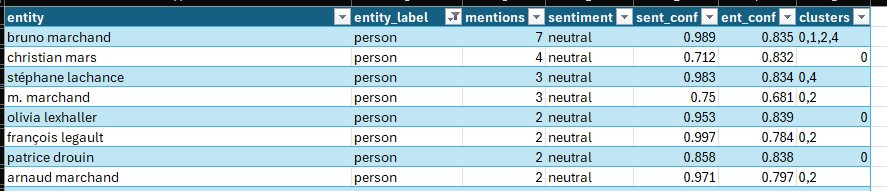 entity entity_label mentions sentiment sent_conf ent_conf clusters
bruno marchand person 7 neutral 0.989 0.835 0,1,2,4
christian mars person 4 neutral 0.712 0.832 0
stéphane lachance person 3 neutral 0.983 0.834 0,4
m. marchand person 3 neutral 0.75 0.681 0,2
olivia lexhaller person 2 neutral 0.953 0.839 0
françois legault person 2 neutral 0.997 0.784 0,2
patrice drouin person 2 neutral 0.858 0.838 0
arnaud marchand person 2 neutral 0.971 0.797 0,2